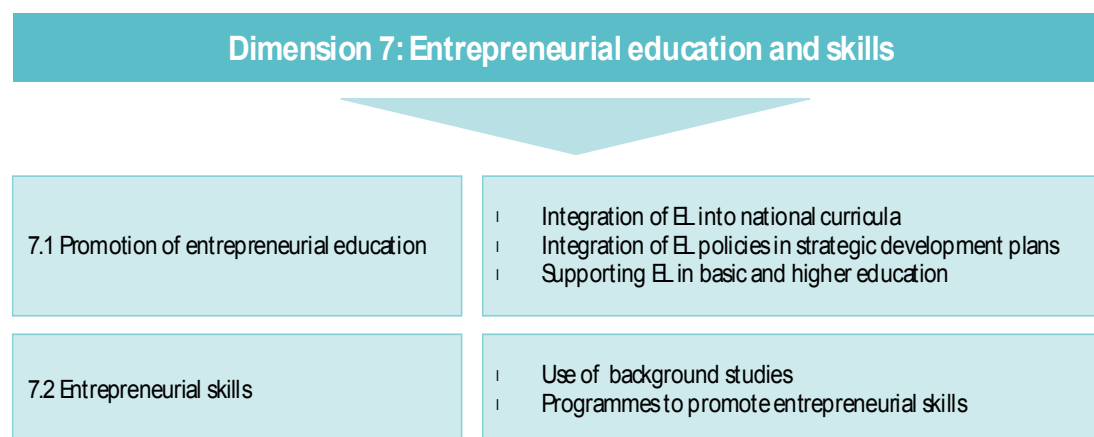 Dimension 7: Entrepreneurial education and skills
7.1 Promotion of entrepreneurial education
Integration of EL into national curricula
Integration of EL policies in strategic development plans
Supporting EL in basic and higher education
7.2 Entrepreneurial skills
Use of background studies
Programmes to promote entrepreneurial skills